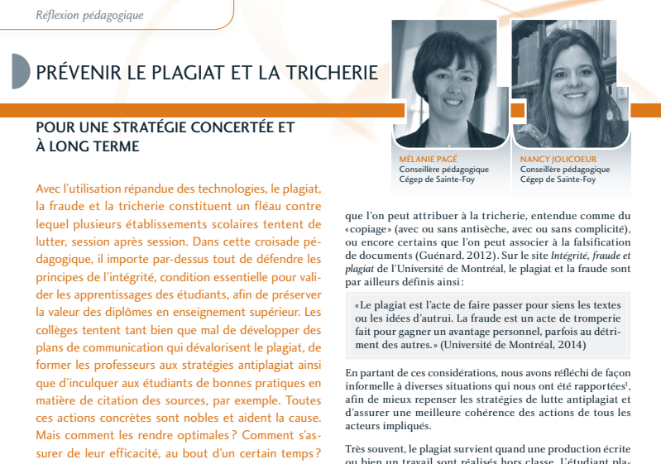 Réflexion pédagogique
PRÉVENIR LE PLAGIAT ET LA TRICHERIE
POUR UNE STRATÉGIE CONCERTÉE ET
À LONG TERME
MÉLANIE PAGÉ
Conseillère pédagogique
Cégep de Sainte-Foy
NANCY JOLICOEUR
Conseillère pédagogique
Cégep de Sainte-Foy
Avec l'utilisation répandue des technologies, le plagiat,
la fraude et la tricherie constituent un fléau contre
lequel plusieurs établissements scolaires tentent de
lutter, session après session. Dans cette croisade pé-
dagogique, il importe par-dessus tout de défendre les
principes de l'intégrité, condition essentielle pour vali-
der les apprentissages des étudiants, afin de préserver
la valeur des diplômes en enseignement supérieur. Les
collèges tentent tant bien que mal de développer des
plans de communication qui dévalorisent le plagiat, de
former les professeurs aux stratégies antiplagiat ainsi
que d'inculquer aux étudiants de bonnes pratiques en
matière de citation des sources, par exemple. Toutes
ces actions concrètes sont nobles et aident la cause.
Mais comment les rendre optimales? Comment s'as-
surer de leur efficacité, au bout d'un certain temps?
que l'on peut attribuer à la tricherie, entendue comme du
«copiage» (avec ou sans antisèche, avec ou sans complicité),
ou encore certains que l'on peut associer à la falsification
de documents (Guénard, 2012). Sur le site Intégrité, fraude et
plagiat de l'Université de Montréal, le plagiat et la fraude sont
par ailleurs définis ainsi:
«Le plagiat est l'acte de faire passer pour siens les textes
ou les idées d'autrui. La fraude est un acte de tromperie
fait pour gagner un avantage personnel, parfois au détri-
ment des autres.» (Université de Montréal, 2014)
En partant de ces considérations, nous avons réfléchi de façon
informelle à diverses situations qui nous ont été rapportées¹,
afin de mieux repenser les stratégies de lutte antiplagiat et
d'assurer une meilleure cohérence des actions de tous les
acteurs impliqués.
Très souvent, le plagiat survient quand une production écrite
ou bien un travail sont réalisés hors classe. L'étudiant pla-